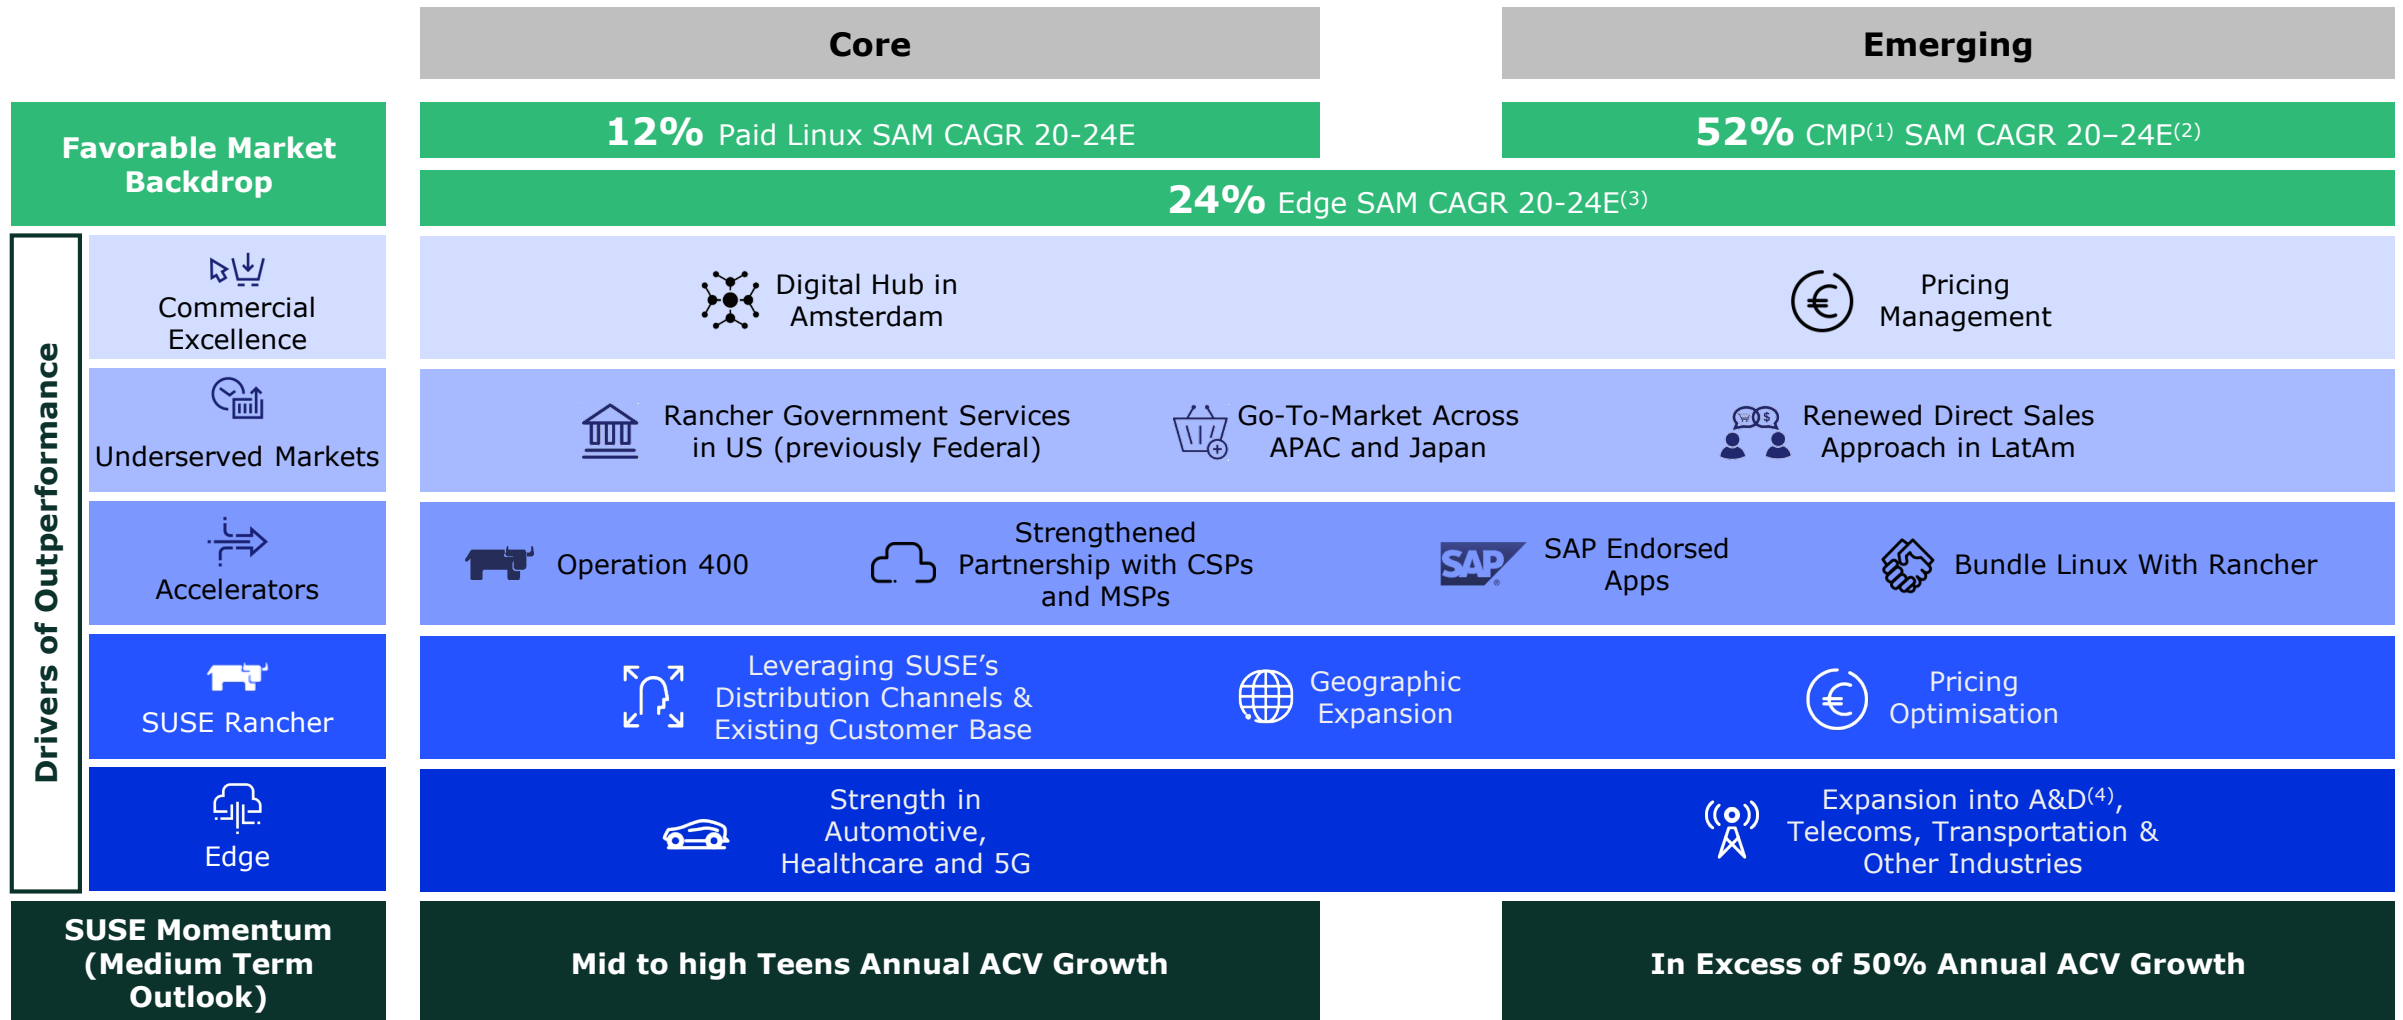 Core
Emerging
Favorable Market
Backdrop
12% Paid Linux SAM CAGR 20-24E
52% CMP(1) SAM CAGR 20–24E(2)
24% Edge SAM CAGR 20-24E(3)
Drivers of Outperformance
Commercial
Excellence
Digital Hub in
Amsterdam
€
Pricing
Management
Underserved Markets
Rancher Government Services
in US (previously Federal)
Go-To-Market Across
APAC and Japan
$
Renewed Direct Sales
Approach in LatAm
Accelerators
Operation 400
Strengthened
Partnership with CSPs
and MSPs
SAP®
SAP Endorsed
Apps
Bundle Linux With Rancher
SUSE Rancher
Leveraging SUSE’s
Distribution Channels &
Existing Customer Base
Geographic
Expansion
€
Pricing
Optimisation
Edge
Strength in
Automotive,
Healthcare and 5G
Expansion into A&D(4),
Telecoms, Transportation &
Other Industries
SUSE Momentum
(Medium Term
Outlook)
Mid to high Teens Annual ACV Growth
In Excess of 50% Annual ACV Growth